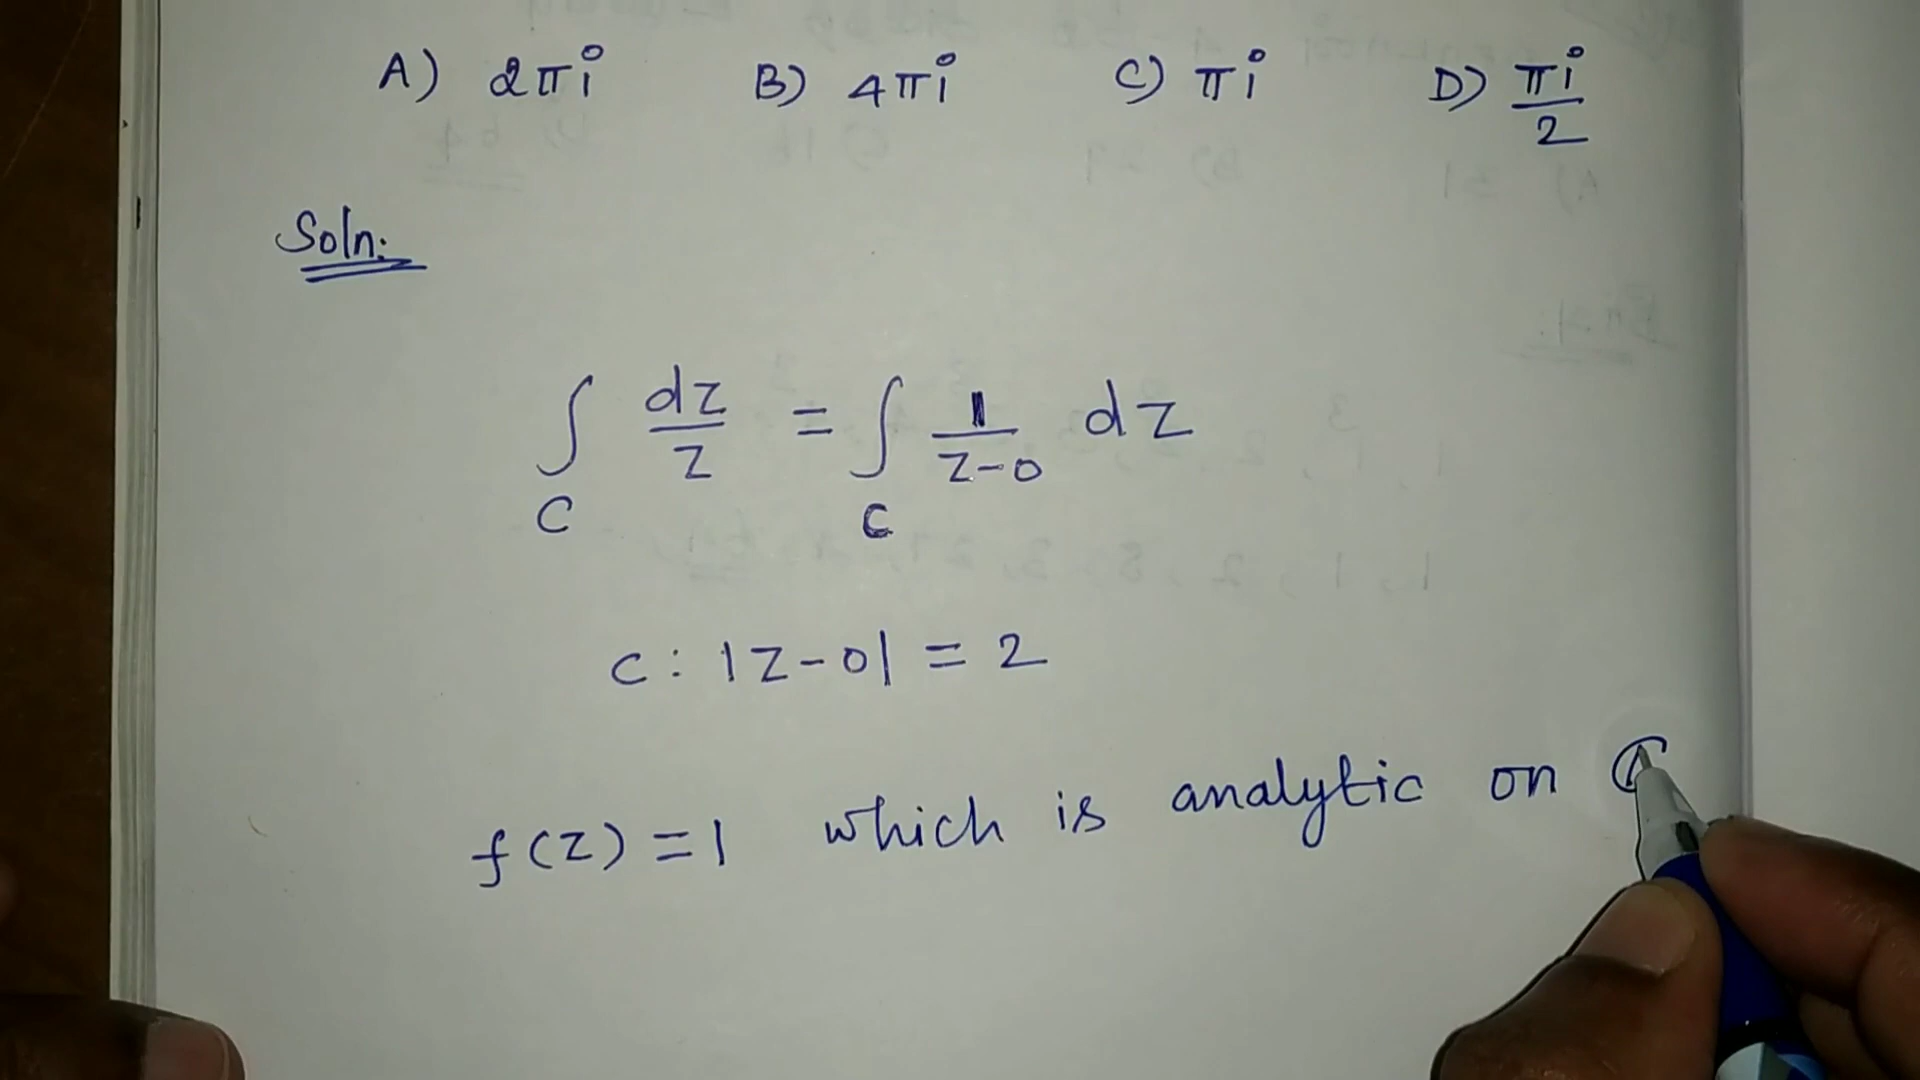 A) 2πi B) 4πi C) πi D) πi/2
Soln:
∫_C dz/z = ∫_C 1/(z-0) dz
C: |z-0| = 2
f(z) = 1 which is analytic on ℂ